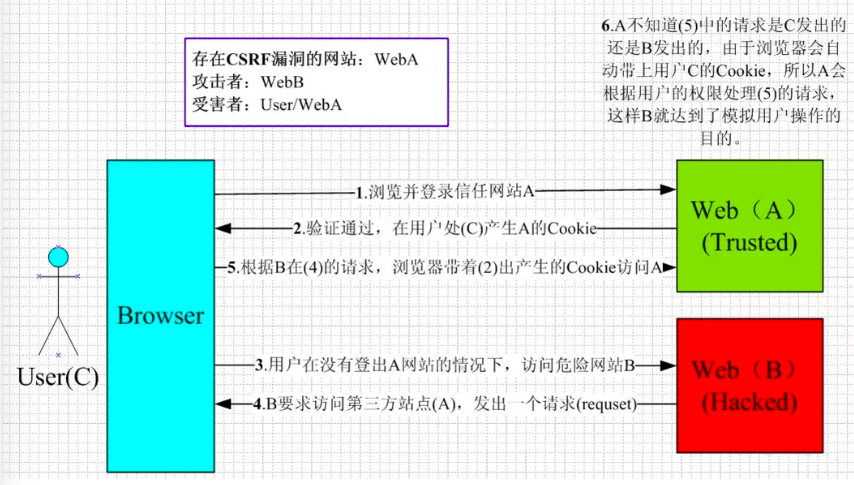 6.A不知道(5)中的请求是C发出的
还是B发出的，由于浏览器会自
动带上用户C的Cookie，所以A会
根据用户的权限处理(5)的请求，
这样B就达到了模拟用户操作的
目的。
存在CSRF漏洞的网站：WebA
攻击者：WebB
受害者：User/WebA
1.浏览并登录信任网站A
2.验证通过，在用户处(C)产生A的Cookie
5.根据B在(4)的请求，浏览器带着(2)出产生的Cookie访问A
Web（A）
(Trusted)
Browser
User(C)
3.用户在没有登出A网站的情况下，访问危险网站B
4.B要求访问第三方站点(A)，发出一个请求(requset)
Web（B）
(Hacked)